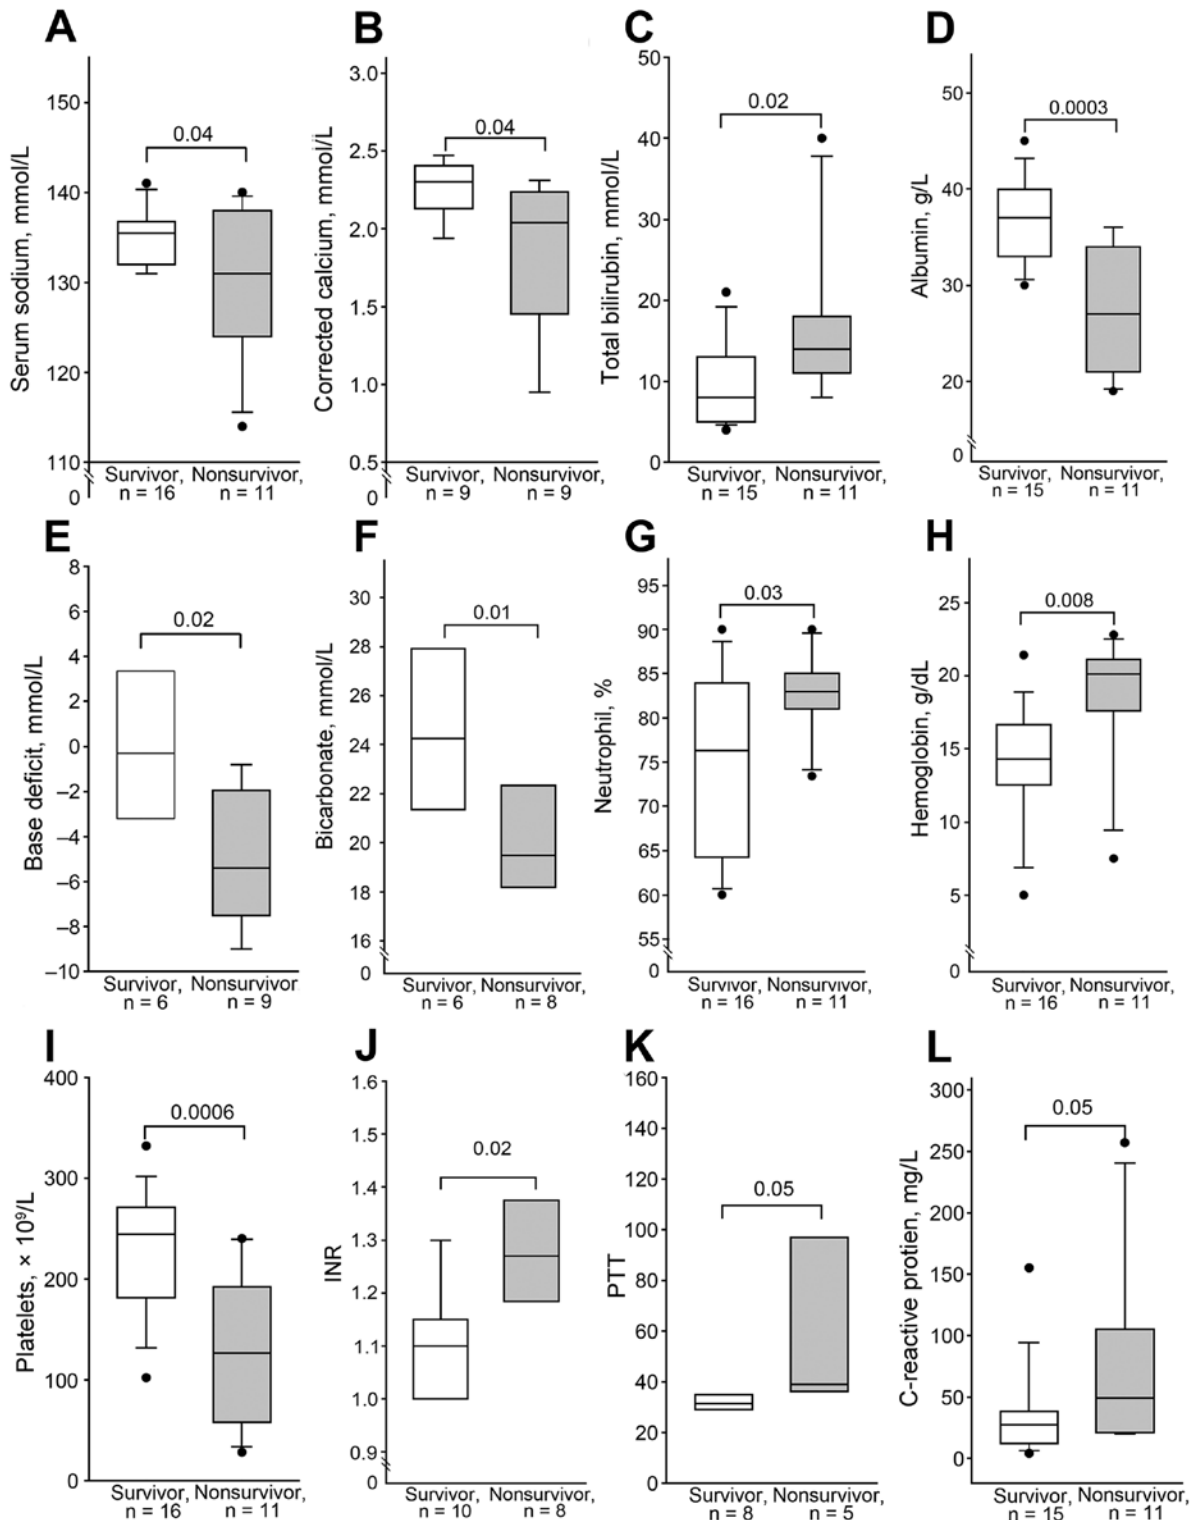 A
Serum sodium, mmol/L
150
140
130
120
110
0
0.04
Survivor, Nonsurvivor,
n = 16 n = 11
B
Corrected calcium, mmol/L
3.0
2.5
2.0
1.5
1.0
0.5
0
0.04
Survivor, Nonsurvivor,
n = 9 n = 9
C
Total bilirubin, mmol/L
50
40
30
20
10
0
0.02
Survivor, Nonsurvivor,
n = 15 n = 11
D
Albumin, g/L
50
40
30
20
0
0.0003
Survivor, Nonsurvivor,
n = 15 n = 11
E
Base deficit, mmol/L
8
6
4
2
0
–2
–4
–6
–8
–10
0.02
Survivor, Nonsurvivor
n = 6 n = 9
F
Bicarbonate, mmol/L
30
28
26
24
22
20
18
16
0
0.01
Survivor, Nonsurvivor,
n = 6 n = 8
G
Neutrophil, %
95
90
85
80
75
70
65
60
55
0
0.03
Survivor, Nonsurvivor,
n = 16 n = 11
H
Hemoglobin, g/dL
25
20
15
10
5
0
0.008
Survivor, Nonsurvivor,
n = 16 n = 11
I
Platelets, × 10⁹/L
400
300
200
100
0
0.0006
Survivor, Nonsurvivor,
n = 16 n = 11
J
INR
1.6
1.5
1.4
1.3
1.2
1.1
1.0
0.9
0
0.02
Survivor, Nonsurvivor,
n = 10 n = 8
K
PTT
160
140
120
100
80
60
40
20
0
0.05
Survivor, Nonsurvivor,
n = 8 n = 5
L
C-reactive protien, mg/L
300
250
200
150
100
50
0
0.05
Survivor, Nonsurvivor,
n = 15 n = 11